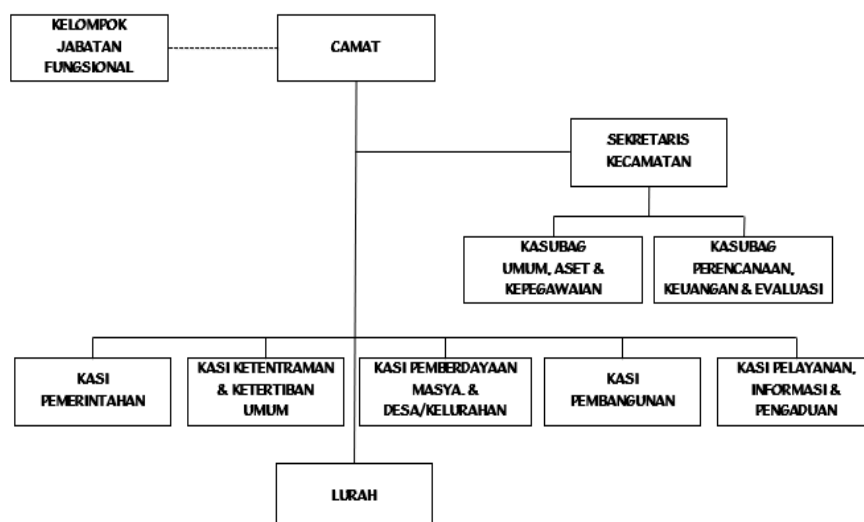 KELOMPOK
JABATAN
FUNGSIONAL
CAMAT
SEKRETARIS
KECAMATAN
KASUBAG
UMUM, ASET &
KEPEGAWAIAN
KASUBAG
PERENCANAAN,
KEUANGAN & EVALUASI
KASI
PEMERINTAHAN
KASI KETENTRAMAN
& KETERTIBAN
UMUM
KASI PEMBERDAYAAN
MASYA. &
DESA/KELURAHAN
KASI
PEMBANGUNAN
KASI PELAYANAN,
INFORMASI &
PENGADUAN
LURAH